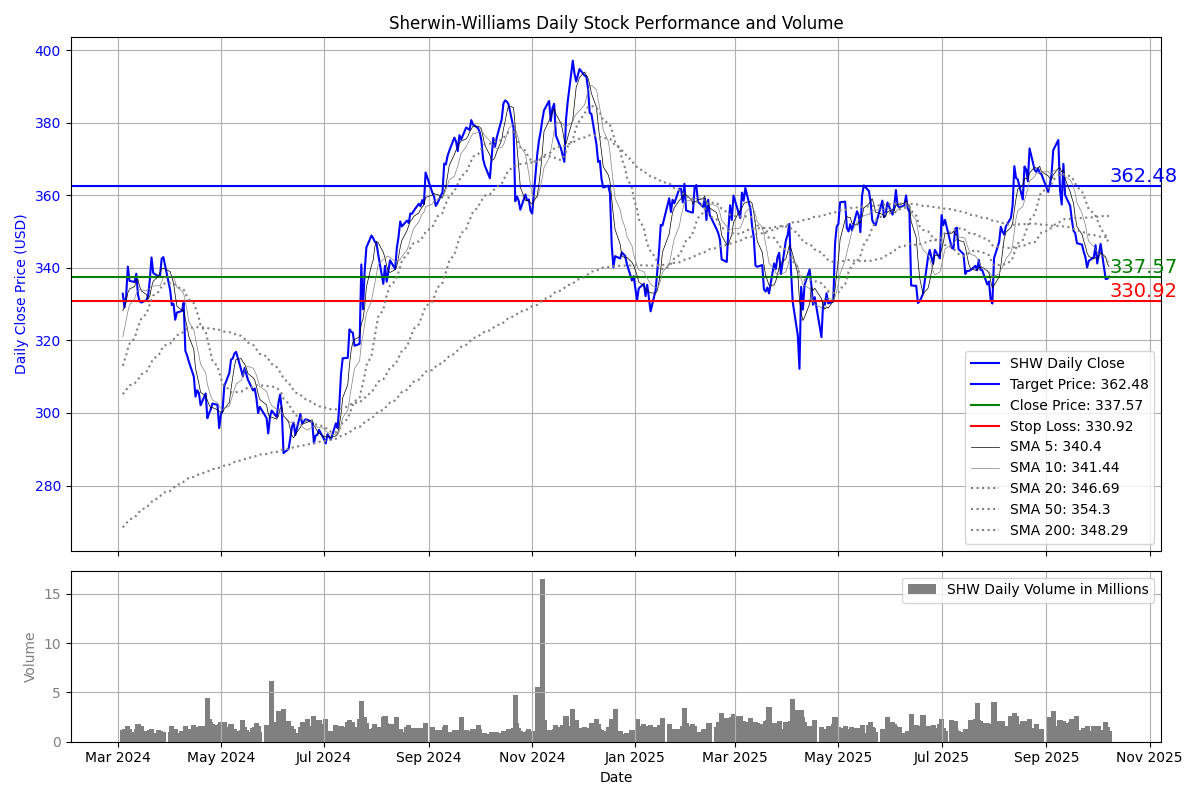 Sherwin-Williams Daily Stock Performance and Volume
Daily Close Price (USD)
400
380
360
340
320
300
280
362.48
337.57
330.92
SHW Daily Close
Target Price: 362.48
Close Price: 337.57
Stop Loss: 330.92
SMA 5: 340.4
SMA 10: 341.44
SMA 20: 346.69
SMA 50: 354.3
SMA 200: 348.29
Volume
15
10
5
0
SHW Daily Volume in Millions
Mar 2024 May 2024 Jul 2024 Sep 2024 Nov 2024 Jan 2025 Mar 2025 May 2025 Jul 2025 Sep 2025 Nov 2025
Date